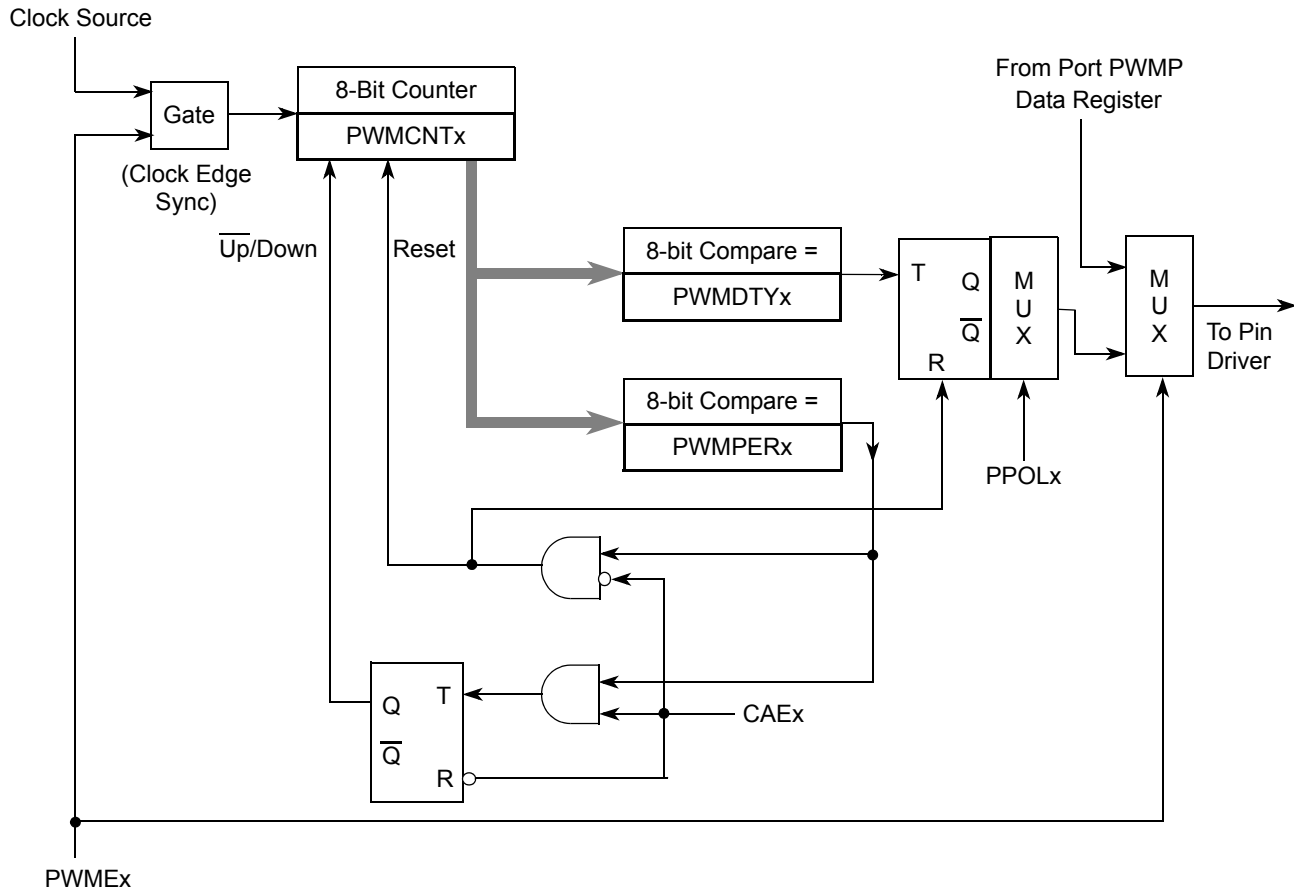 Clock Source
From Port PWMP
Data Register
8-Bit Counter
Gate
PWMCNTx
(Clock Edge
Sync)
U̅p̅/Down
Reset
8-bit Compare =
PWMDTYx
T
Q
Q̅
R
M
U
X
M
U
X
To Pin
Driver
8-bit Compare =
PWMPERx
PPOLx
Q
T
Q̅
R
CAEx
PWMEx